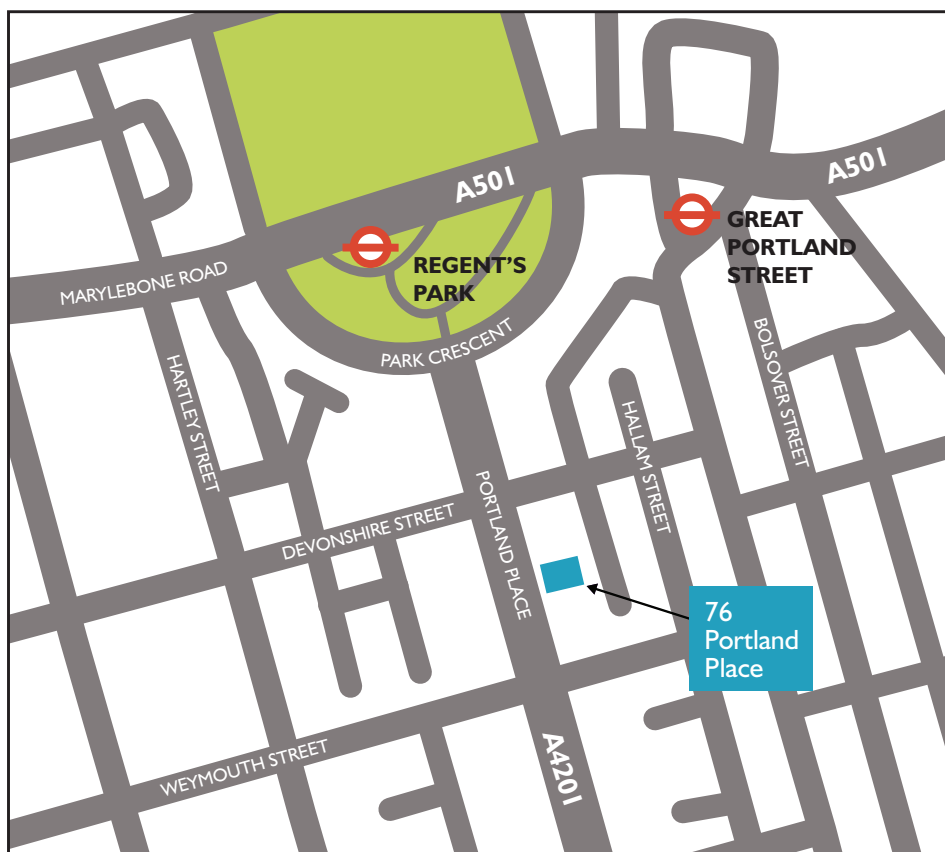 A501
A501
GREAT
PORTLAND
STREET
REGENT'S
PARK
MARYLEBONE ROAD
PARK CRESCENT
HARTLEY STREET
BOLSOVER STREET
HALLAM STREET
PORTLAND PLACE
DEVONSHIRE STREET
76
Portland
Place
WEYMOUTH STREET
A4201